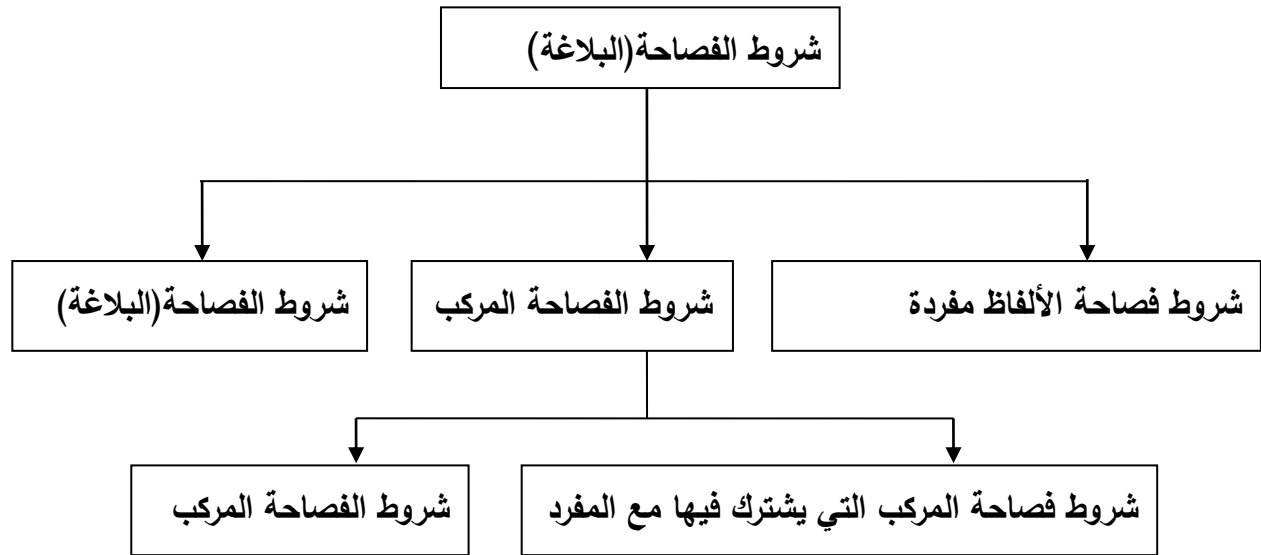 شروط الفصاحة(البلاغة)
شروط فصاحة الألفاظ مفردة
شروط الفصاحة المركب
شروط الفصاحة(البلاغة)
شروط فصاحة المركب التي يشترك فيها مع المفرد
شروط الفصاحة المركب